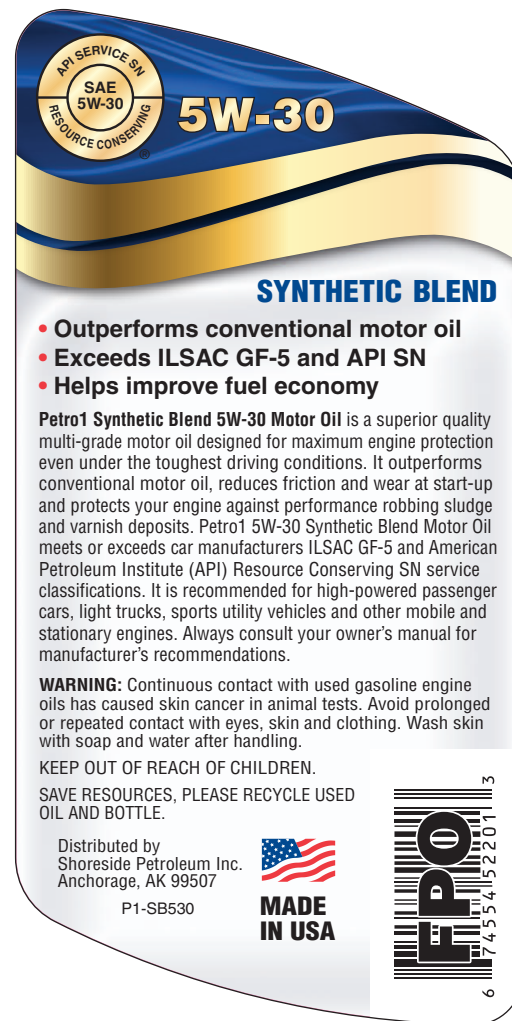 API SERVICE SN
SAE
5W-30
RESOURCE CONSERVING
®
5W-30
SYNTHETIC BLEND
• Outperforms conventional motor oil
• Exceeds ILSAC GF-5 and API SN
• Helps improve fuel economy
Petro1 Synthetic Blend 5W-30 Motor Oil is a superior quality
multi-grade motor oil designed for maximum engine protection
even under the toughest driving conditions. It outperforms
conventional motor oil, reduces friction and wear at start-up
and protects your engine against performance robbing sludge
and varnish deposits. Petro1 5W-30 Synthetic Blend Motor Oil
meets or exceeds car manufacturers ILSAC GF-5 and American
Petroleum Institute (API) Resource Conserving SN service
classifications. It is recommended for high-powered passenger
cars, light trucks, sports utility vehicles and other mobile and
stationary engines. Always consult your owner’s manual for
manufacturer’s recommendations.
WARNING: Continuous contact with used gasoline engine
oils has caused skin cancer in animal tests. Avoid prolonged
or repeated contact with eyes, skin and clothing. Wash skin
with soap and water after handling.
KEEP OUT OF REACH OF CHILDREN.
SAVE RESOURCES, PLEASE RECYCLE USED
OIL AND BOTTLE.
Distributed by
Shoreside Petroleum Inc.
Anchorage, AK 99507
P1-SB530
MADE
IN USA
FPO
6 74554 52201 3